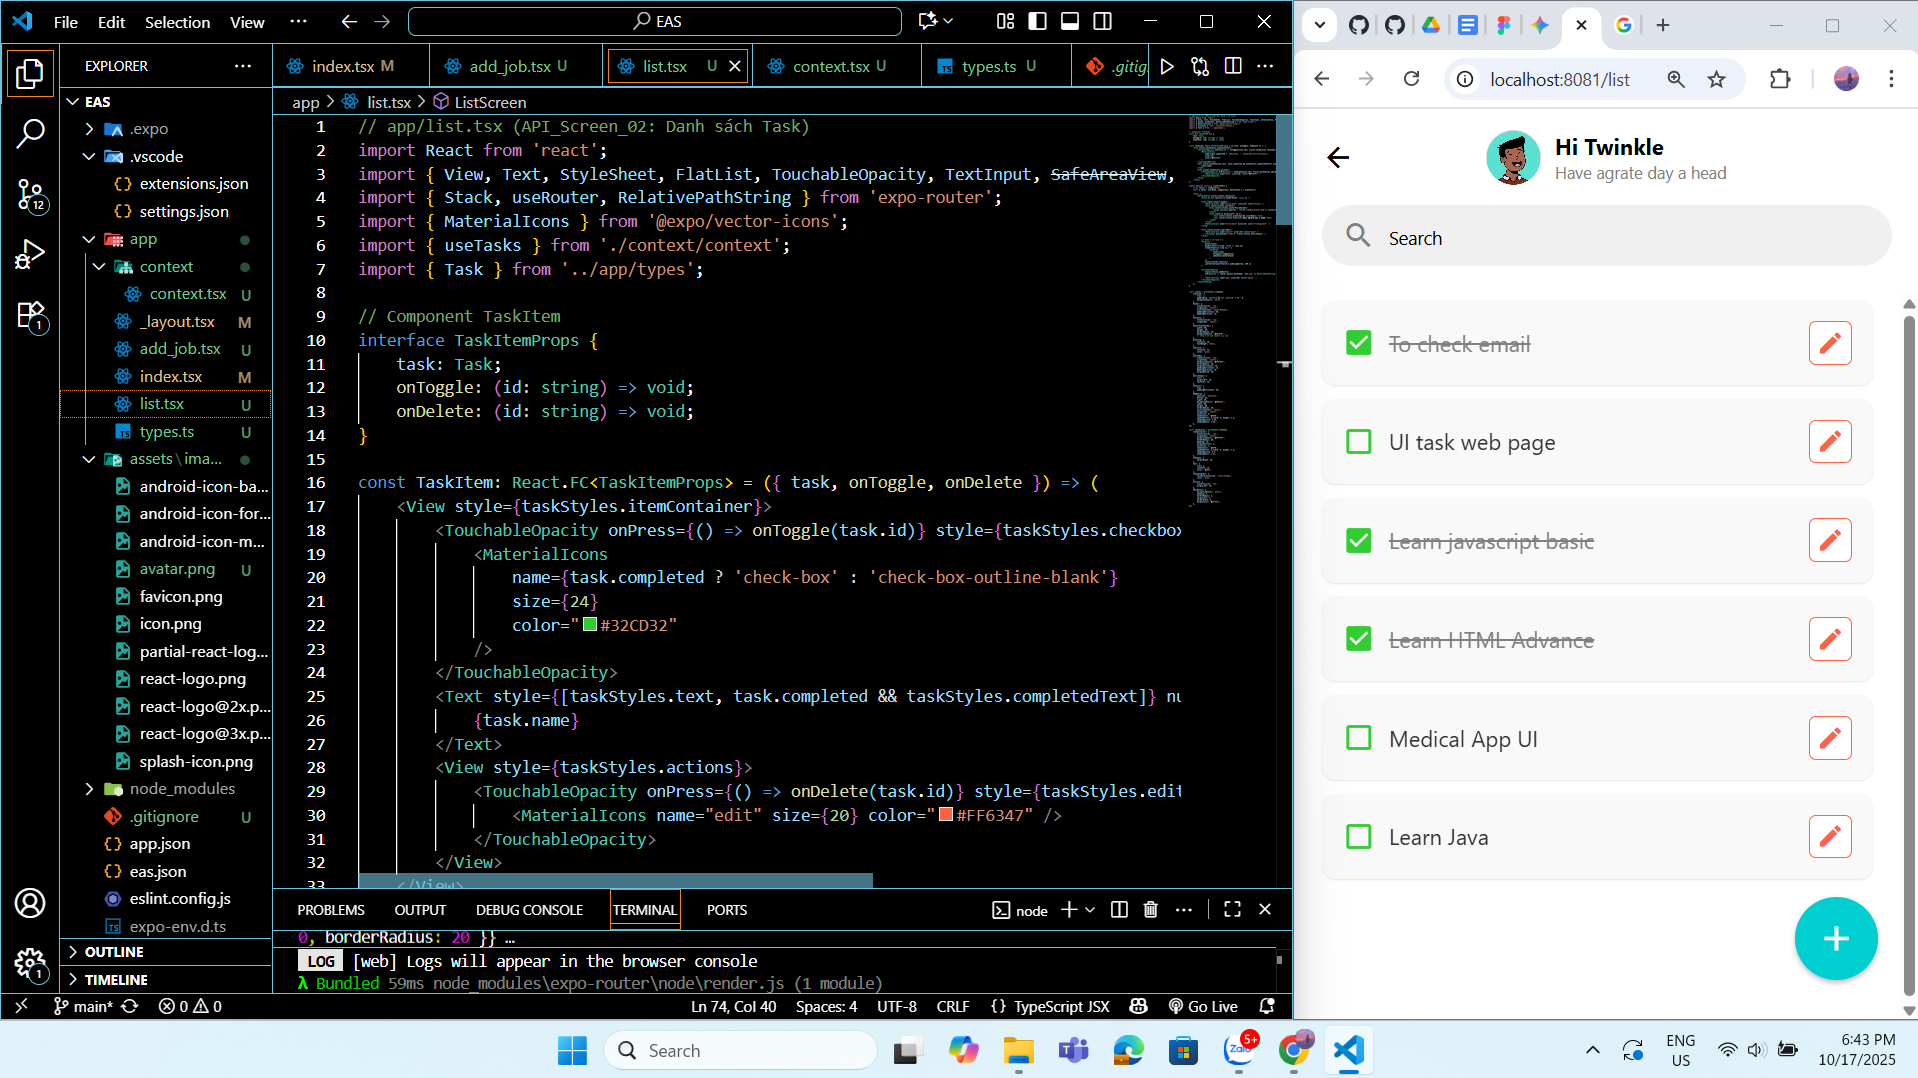 File Edit Selection View ··· EAS
EXPLORER ···
EAS
.expo
.vscode
extensions.json
settings.json
app
context
context.tsx U
_layout.tsx M
add_job.tsx U
index.tsx M
list.tsx U
types.ts U
assets\ima...
android-icon-ba...
android-icon-for...
android-icon-m...
avatar.png U
favicon.png
icon.png
partial-react-log...
react-logo.png
react-logo@2x.p...
react-logo@3x.p...
splash-icon.png
node_modules
.gitignore U
app.json
eas.json
eslint.config.js
expo-env.d.ts
OUTLINE
TIMELINE
12
1
1
index.tsx M add_job.tsx U list.tsx U context.tsx U types.ts U .gitig
app > list.tsx > ListScreen
1 // app/list.tsx (API_Screen_02: Danh sách Task)
2 import React from 'react';
3 import { View, Text, StyleSheet, FlatList, TouchableOpacity, TextInput, SafeAreaView,
4 import { Stack, useRouter, RelativePathString } from 'expo-router';
5 import { MaterialIcons } from '@expo/vector-icons';
6 import { useTasks } from './context/context';
7 import { Task } from '../app/types';
8
9 // Component TaskItem
10 interface TaskItemProps {
11 task: Task;
12 onToggle: (id: string) => void;
13 onDelete: (id: string) => void;
14 }
15
16 const TaskItem: React.FC<TaskItemProps> = ({ task, onToggle, onDelete }) => (
17 <View style={taskStyles.itemContainer}>
18 <TouchableOpacity onPress={() => onToggle(task.id)} style={taskStyles.checkbox
19 <MaterialIcons
20 name={task.completed ? 'check-box' : 'check-box-outline-blank'}
21 size={24}
22 color="#32CD32"
23 />
24 </TouchableOpacity>
25 <Text style={[taskStyles.text, task.completed && taskStyles.completedText]} nu
26 {task.name}
27 </Text>
28 <View style={taskStyles.actions}>
29 <TouchableOpacity onPress={() => onDelete(task.id)} style={taskStyles.edit
30 <MaterialIcons name="edit" size={20} color="#FF6347" />
31 </TouchableOpacity>
32 </View>
33 </View>
PROBLEMS OUTPUT DEBUG CONSOLE TERMINAL PORTS node
0, borderRadius: 20 }} …
LOG [web] Logs will appear in the browser console
λ Bundled 59ms node_modules\expo-router\node\render.js (1 module)
main* 0 0 Ln 74, Col 40 Spaces: 4 UTF-8 CRLF {} TypeScript JSX Go Live
localhost:8081/list
Hi Twinkle
Have agrate day a head
Search
To check email
UI task web page
Learn javascript basic
Learn HTML Advance
Medical App UI
Learn Java
+
Search
Zalo
5+
ENG
US
6:43 PM
10/17/2025